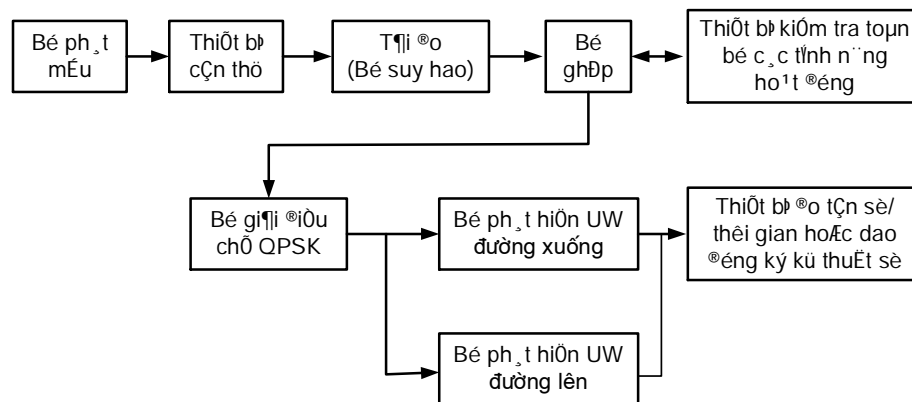 Bé ph¸t
mÉu
ThiÕt bÞ
cÇn thö
T¶i ®o
(Bé suy hao)
Bé
ghÐp
ThiÕt bÞ kiÓm tra toµn
bé c¸c tÝnh n¨ng
ho¹t ®éng
Bé gi¶i ®iÒu
chÕ QPSK
Bé ph¸t hiÖn UW
đường xuống
ThiÕt bÞ ®o tÇn sè/
thêi gian hoÆc dao
®éng ký kü thuËt sè
Bé ph¸t hiÖn UW
đường lên